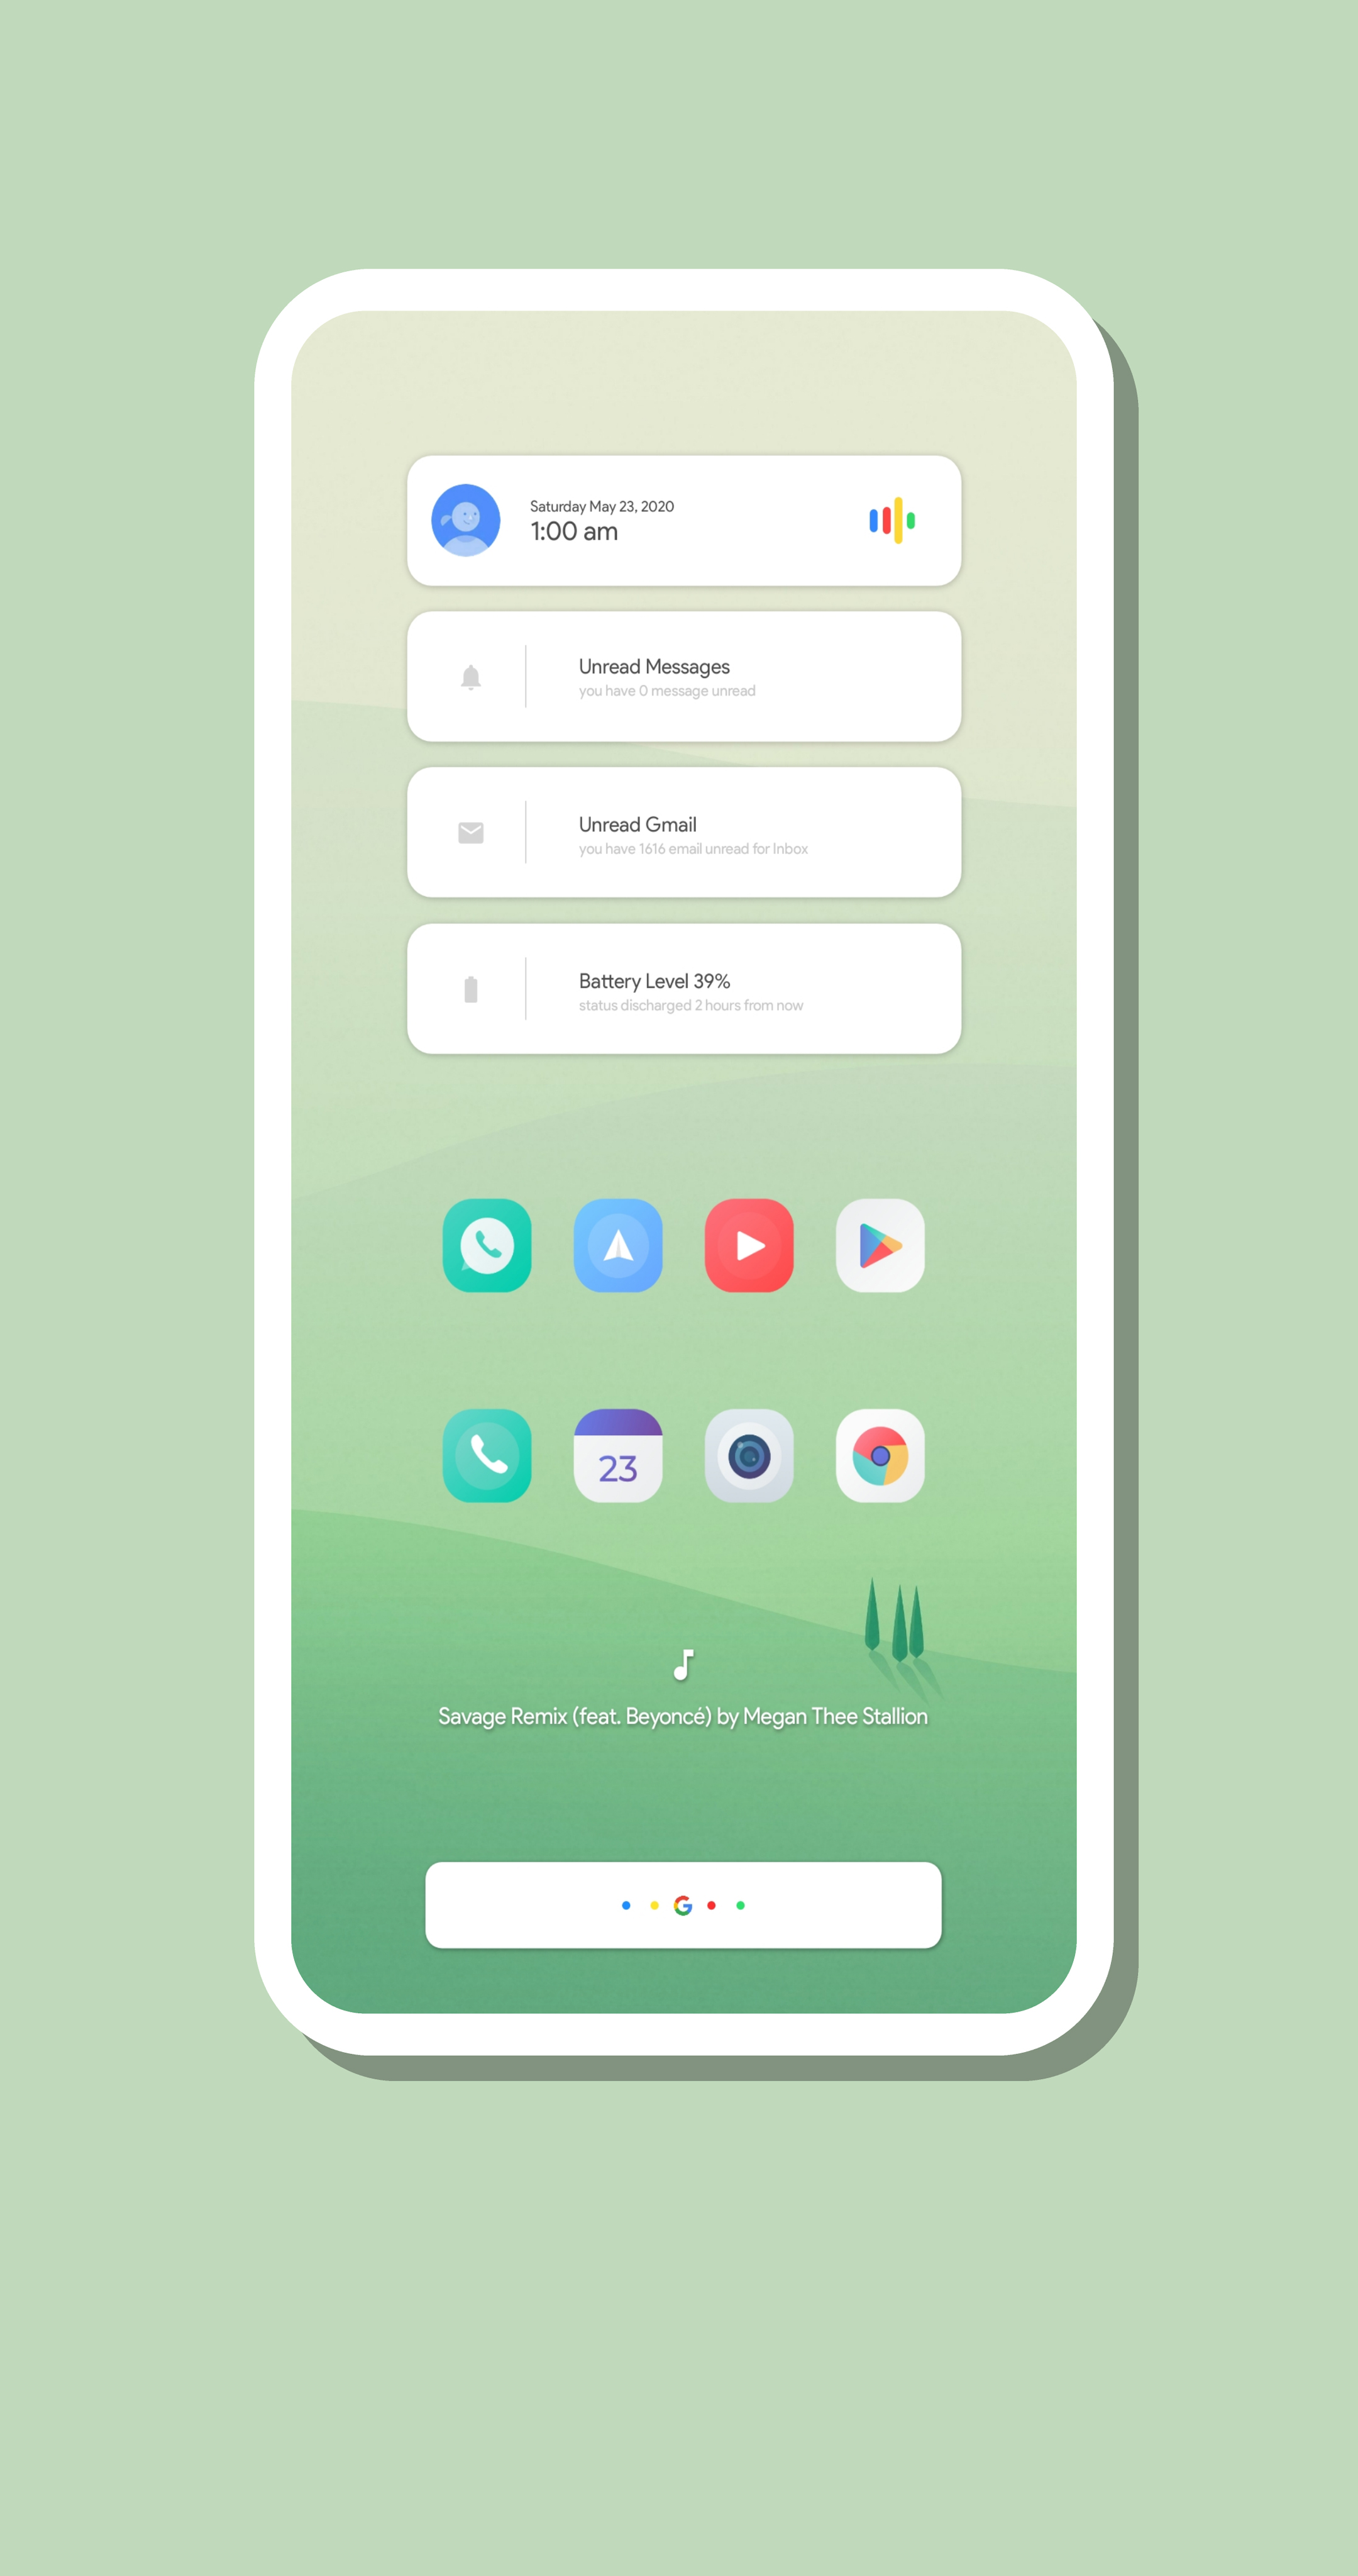 Saturday May 23, 2020
1:00 am
Unread Messages
you have 0 message unread
Unread Gmail
you have 1616 email unread for Inbox
Battery Level 39%
status discharged 2 hours from now
23
Savage Remix (feat. Beyoncé) by Megan Thee Stallion
G